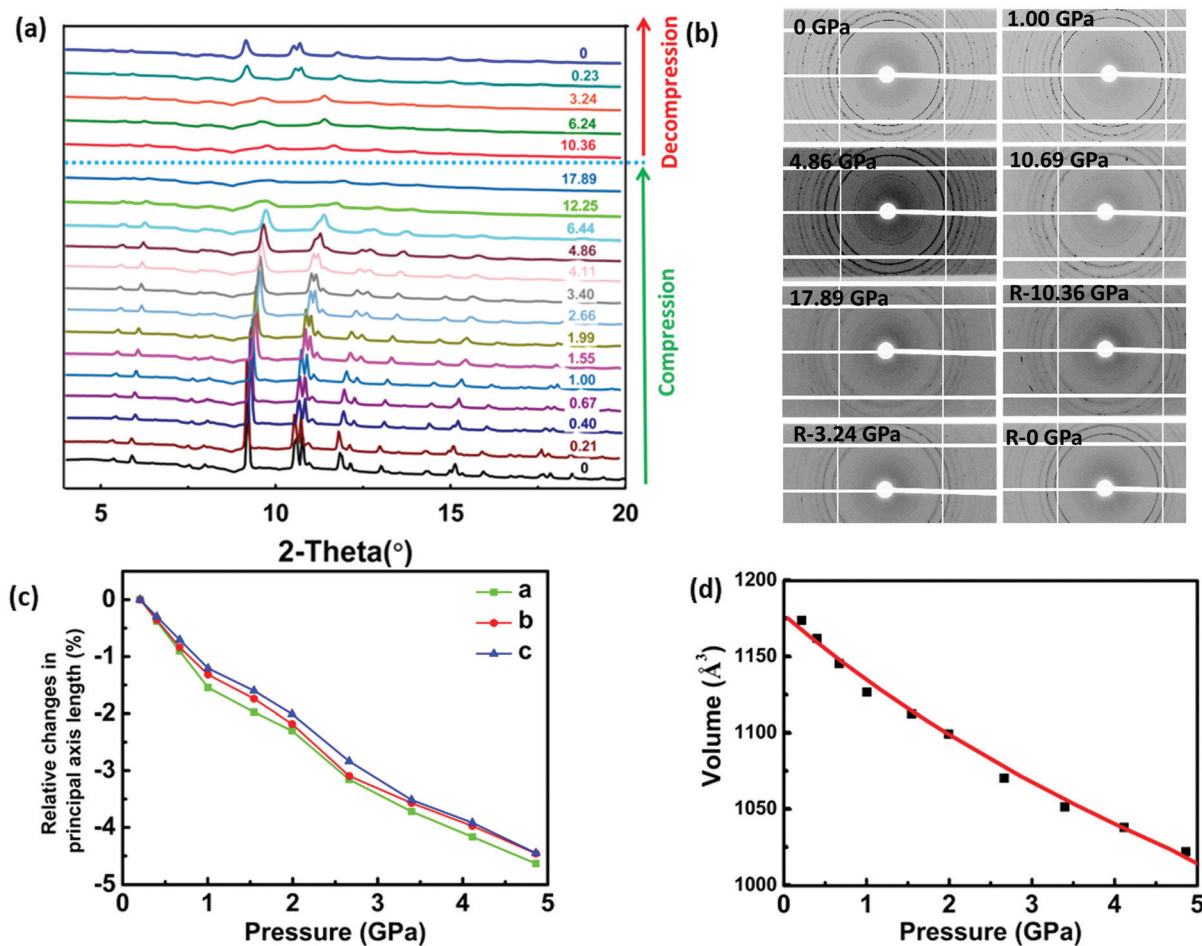 (a)
0
0.23
3.24
6.24
10.36
17.89
12.25
6.44
4.86
4.11
3.40
2.66
1.99
1.55
1.00
0.67
0.40
0.21
0
Decompression
Compression
5 10 15 20
2-Theta(°)
(b)
0 GPa 1.00 GPa
4.86 GPa 10.69 GPa
17.89 GPa R-10.36 GPa
R-3.24 GPa R-0 GPa
(c)
a
b
c
0
-1
-2
-3
-4
-5
Relative changes in
principal axis length (%)
0 1 2 3 4 5
Pressure (GPa)
(d)
1200
1150
1100
1050
1000
Volume (Å³)
0 1 2 3 4 5
Pressure (GPa)